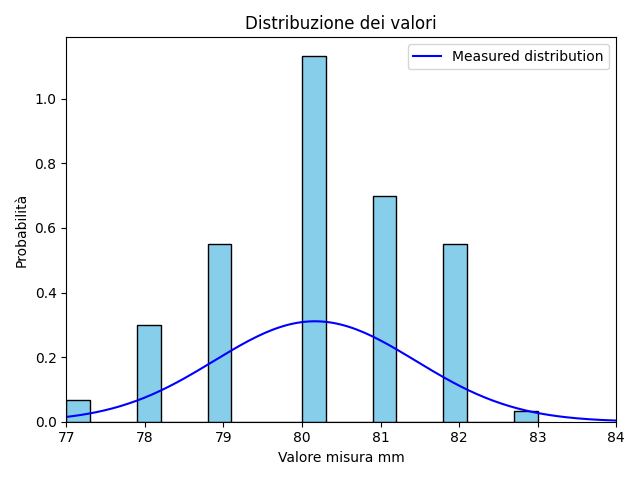 Distribuzione dei valori
Measured distribution
1.0
0.8
0.6
0.4
0.2
0.0
Probabilità
77 78 79 80 81 82 83 84
Valore misura mm